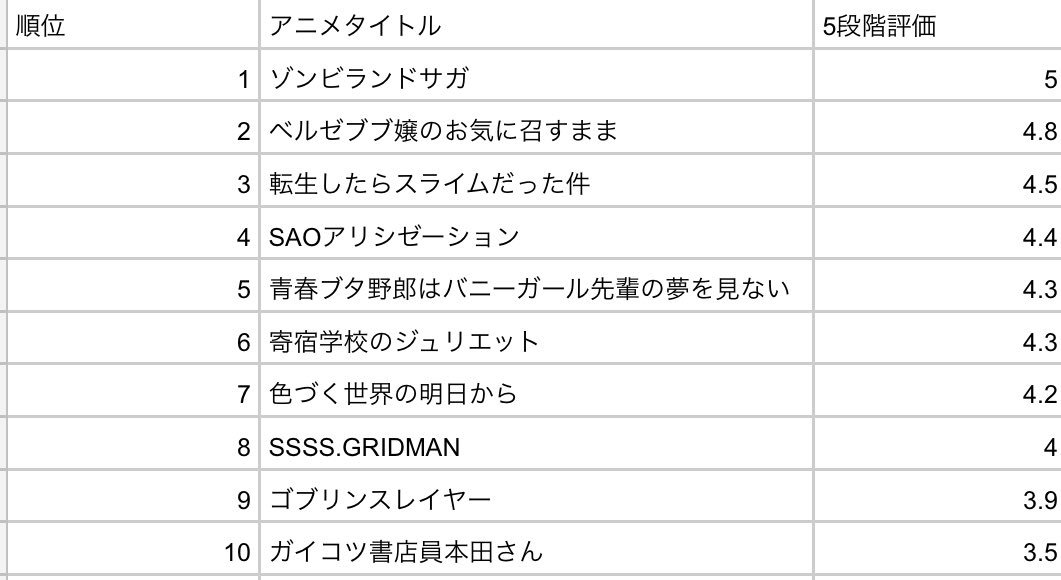 順位 アニメタイトル 5段階評価
1 ゾンビランドサガ 5
2 ベルゼブブ嬢のお気に召すまま 4.8
3 転生したらスライムだった件 4.5
4 SAOアリシゼーション 4.4
5 青春ブタ野郎はバニーガール先輩の夢を見ない 4.3
6 寄宿学校のジュリエット 4.3
7 色づく世界の明日から 4.2
8 SSSS.GRIDMAN 4
9 ゴブリンスレイヤー 3.9
10 ガイコツ書店員本田さん 3.5